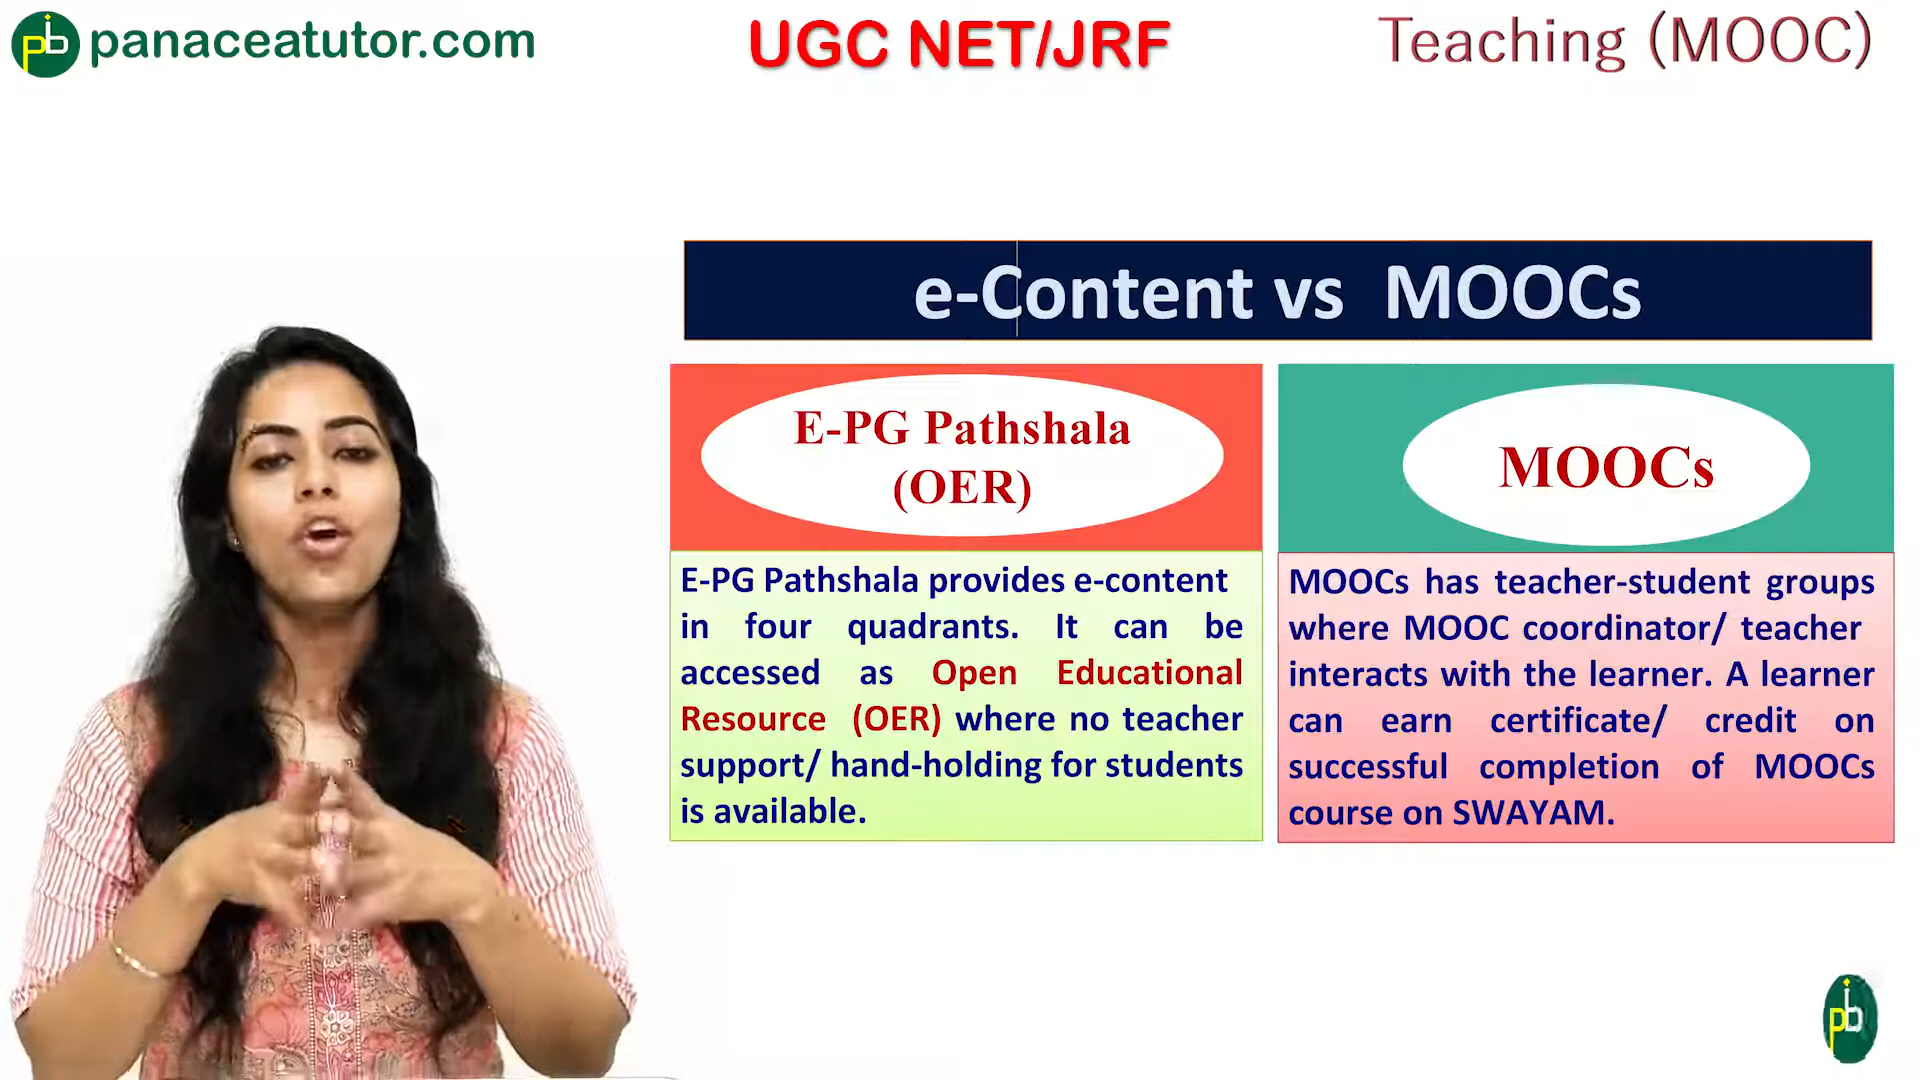 pb panaceatutor.com
UGC NET/JRF
Teaching (MOOC)
e-Content vs MOOCs
E-PG Pathshala
(OER)
E-PG Pathshala provides e-content
in four quadrants. It can be
accessed as Open Educational
Resource (OER) where no teacher
support/ hand-holding for students
is available.
MOOCs
MOOCs has teacher-student groups
where MOOC coordinator/ teacher
interacts with the learner. A learner
can earn certificate/ credit on
successful completion of MOOCs
course on SWAYAM.
pb